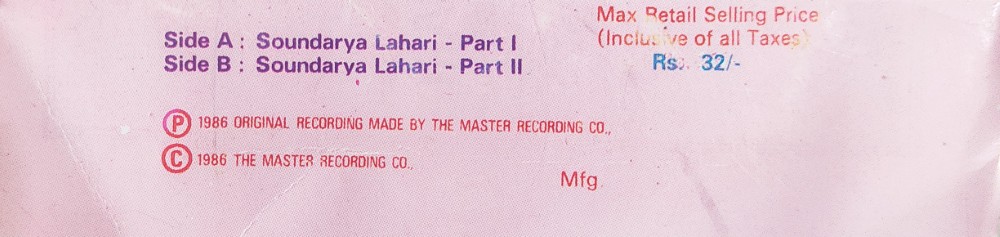 Max Retail Selling Price
(Inclusive of all Taxes)
Rs. 32/-
Side A : Soundarya Lahari - Part I
Side B : Soundarya Lahari - Part II
Ⓟ 1986 ORIGINAL RECORDING MADE BY THE MASTER RECORDING CO.,
Ⓒ 1986 THE MASTER RECORDING CO.,
Mfg.